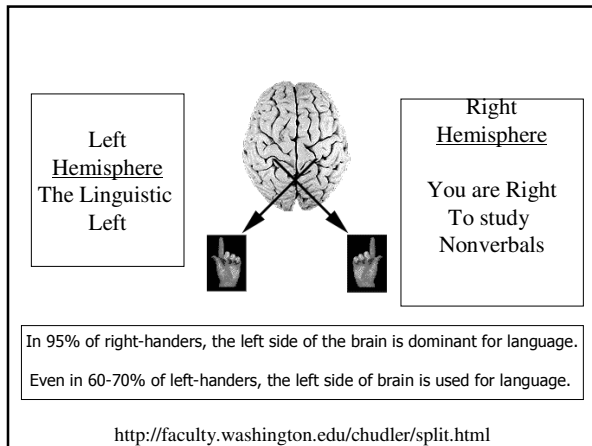 Left
Hemisphere
The Linguistic
Left
Right
Hemisphere
You are Right
To study
Nonverbals
In 95% of right-handers, the left side of the brain is dominant for language.
Even in 60-70% of left-handers, the left side of brain is used for language.
http://faculty.washington.edu/chudler/split.html